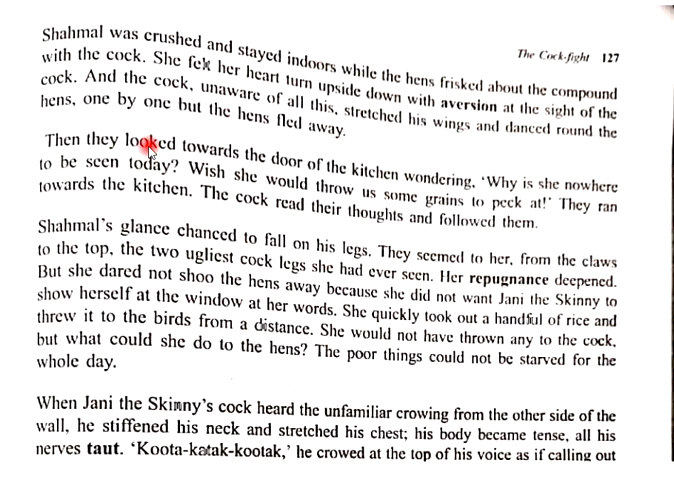 The Cock-fight 127
Shahmal was crushed and stayed indoors while the hens frisked about the compound
with the cock. She felt her heart turn upside down with aversion at the sight of the
cock. And the cock, unaware of all this, stretched his wings and danced round the
hens, one by one but the hens fled away.
Then they looked towards the door of the kitchen wondering, ‘Why is she nowhere
to be seen today? Wish she would throw us some grains to peck at!’ They ran
towards the kitchen. The cock read their thoughts and followed them.
Shahmal’s glance chanced to fall on his legs. They seemed to her, from the claws
to the top, the two ugliest cock legs she had ever seen. Her repugnance deepened.
But she dared not shoo the hens away because she did not want Jani the Skinny to
show herself at the window at her words. She quickly took out a handful of rice and
threw it to the birds from a distance. She would not have thrown any to the cock,
but what could she do to the hens? The poor things could not be starved for the
whole day.
When Jani the Skinny’s cock heard the unfamiliar crowing from the other side of the
wall, he stiffened his neck and stretched his chest; his body became tense, all his
nerves taut. ‘Koota-katak-kootak,’ he crowed at the top of his voice as if calling out